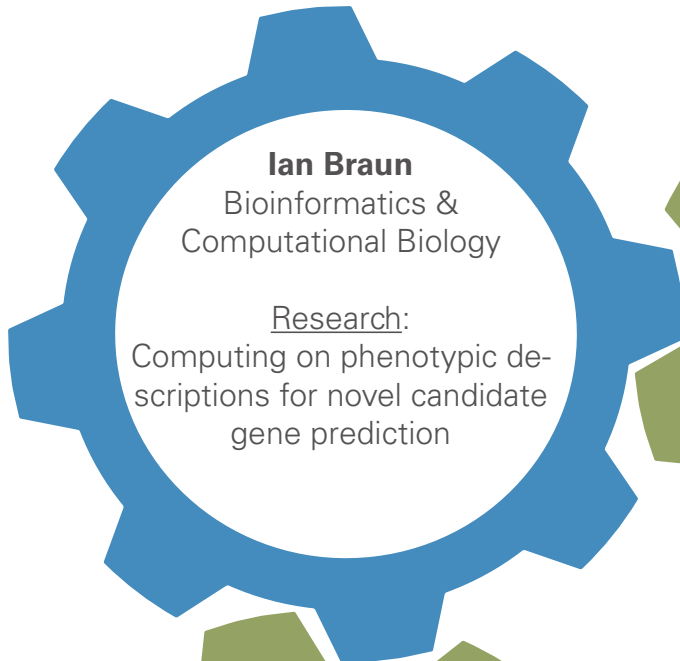 Ian Braun
Bioinformatics &
Computational Biology
Research:
Computing on phenotypic de-
scriptions for novel candidate
gene prediction